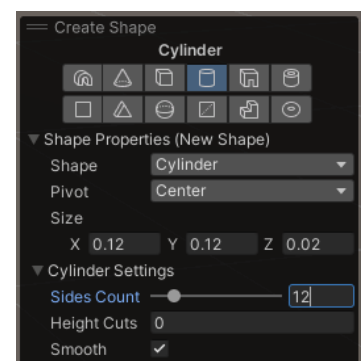 Create Shape
Cylinder
Shape Properties (New Shape)
Shape Cylinder
Pivot Center
Size
X 0.12 Y 0.12 Z 0.02
Cylinder Settings
Sides Count 12
Height Cuts 0
Smooth